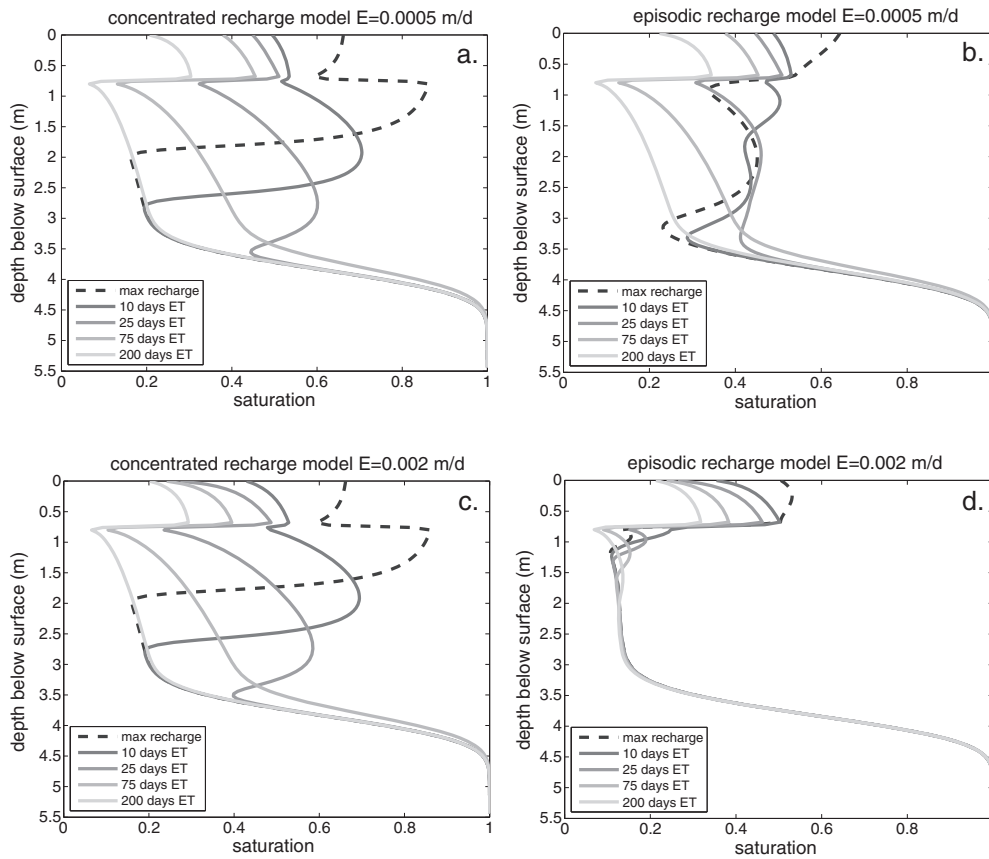 concentrated recharge model E=0.0005 m/d
a.
0
0.5
1
1.5
2
2.5
3
3.5
4
4.5
5
5.5
depth below surface (m)
max recharge
10 days ET
25 days ET
75 days ET
200 days ET
0 0.2 0.4 0.6 0.8 1
saturation
episodic recharge model E=0.0005 m/d
b.
0
0.5
1
1.5
2
2.5
3
3.5
4
4.5
5
5.5
depth below surface (m)
max recharge
10 days ET
25 days ET
75 days ET
200 days ET
0 0.2 0.4 0.6 0.8
saturation
concentrated recharge model E=0.002 m/d
c.
0
0.5
1
1.5
2
2.5
3
3.5
4
4.5
5
5.5
depth below surface (m)
max recharge
10 days ET
25 days ET
75 days ET
200 days ET
0 0.2 0.4 0.6 0.8 1
saturation
episodic recharge model E=0.002 m/d
d.
0
0.5
1
1.5
2
2.5
3
3.5
4
4.5
5
5.5
depth below surface (m)
max recharge
10 days ET
25 days ET
75 days ET
200 days ET
0 0.2 0.4 0.6 0.8
saturation